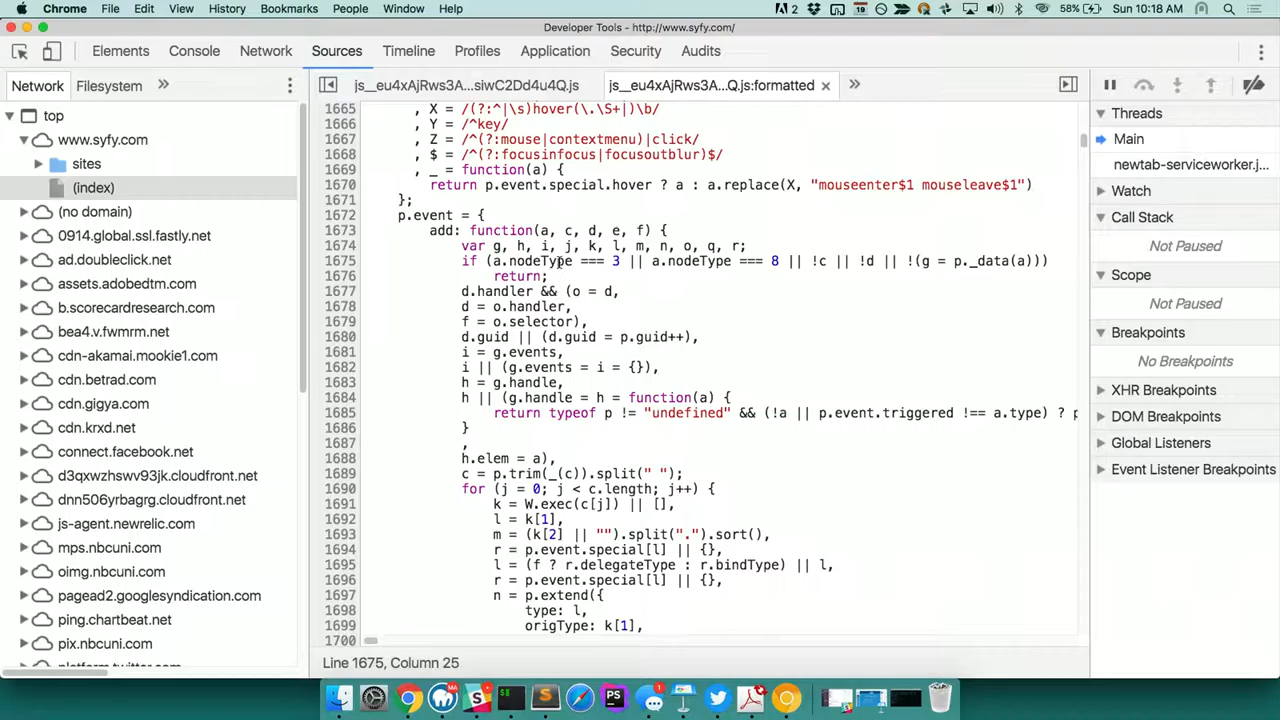 Chrome File Edit View History Bookmarks People Window Help 2 19 58% Sun 10:18 AM
Developer Tools - http://www.syfy.com/
Elements Console Network Sources Timeline Profiles Application Security Audits
Network Filesystem »
js__eu4xAjRws3A...siwC2Dd4u4Q.js js__eu4xAjRws3A...Q.js:formatted × »
top
www.syfy.com
sites
(index)
(no domain)
0914.global.ssl.fastly.net
ad.doubleclick.net
assets.adobedtm.com
b.scorecardresearch.com
bea4.v.fwmrm.net
cdn-akamai.mookie1.com
cdn.betrad.com
cdn.gigya.com
cdn.krxd.net
connect.facebook.net
d3qxwzhswv93jk.cloudfront.net
dnn506yrbagrg.cloudfront.net
js-agent.newrelic.com
mps.nbcuni.com
oimg.nbcuni.com
pagead2.googlesyndication.com
ping.chartbeat.net
pix.nbcuni.com
platform.twitter.com
1665 , X = /(?:^|\s)hover(\.\S+|)\b/
1666 , Y = /^key/
1667 , Z = /^(?:mouse|contextmenu)|click/
1668 , $ = /^(?:focusinfocus|focusoutblur)$/
1669 , _ = function(a) {
1670 return p.event.special.hover ? a : a.replace(X, "mouseenter$1 mouseleave$1")
1671 };
1672 p.event = {
1673 add: function(a, c, d, e, f) {
1674 var g, h, i, j, k, l, m, n, o, q, r;
1675 if (a.nodeType === 3 || a.nodeType === 8 || !c || !d || !(g = p._data(a)))
1676 return;
1677 d.handler && (o = d,
1678 d = o.handler,
1679 f = o.selector),
1680 d.guid || (d.guid = p.guid++),
1681 i = g.events,
1682 i || (g.events = i = {}),
1683 h = g.handle,
1684 h || (g.handle = h = function(a) {
1685 return typeof p != "undefined" && (!a || p.event.triggered !== a.type) ? p
1686 }
1687 ,
1688 h.elem = a),
1689 c = p.trim(_(c)).split(" ");
1690 for (j = 0; j < c.length; j++) {
1691 k = W.exec(c[j]) || [],
1692 l = k[1],
1693 m = (k[2] || "").split(".").sort(),
1694 r = p.event.special[l] || {},
1695 l = (f ? r.delegateType : r.bindType) || l,
1696 r = p.event.special[l] || {},
1697 n = p.extend({
1698 type: l,
1699 origType: k[1],
1700
Line 1675, Column 25
Threads
Main
newtab-serviceworker.j...
Watch
Call Stack
Not Paused
Scope
Not Paused
Breakpoints
No Breakpoints
XHR Breakpoints
DOM Breakpoints
Global Listeners
Event Listener Breakpoints
MA
1
PS
1